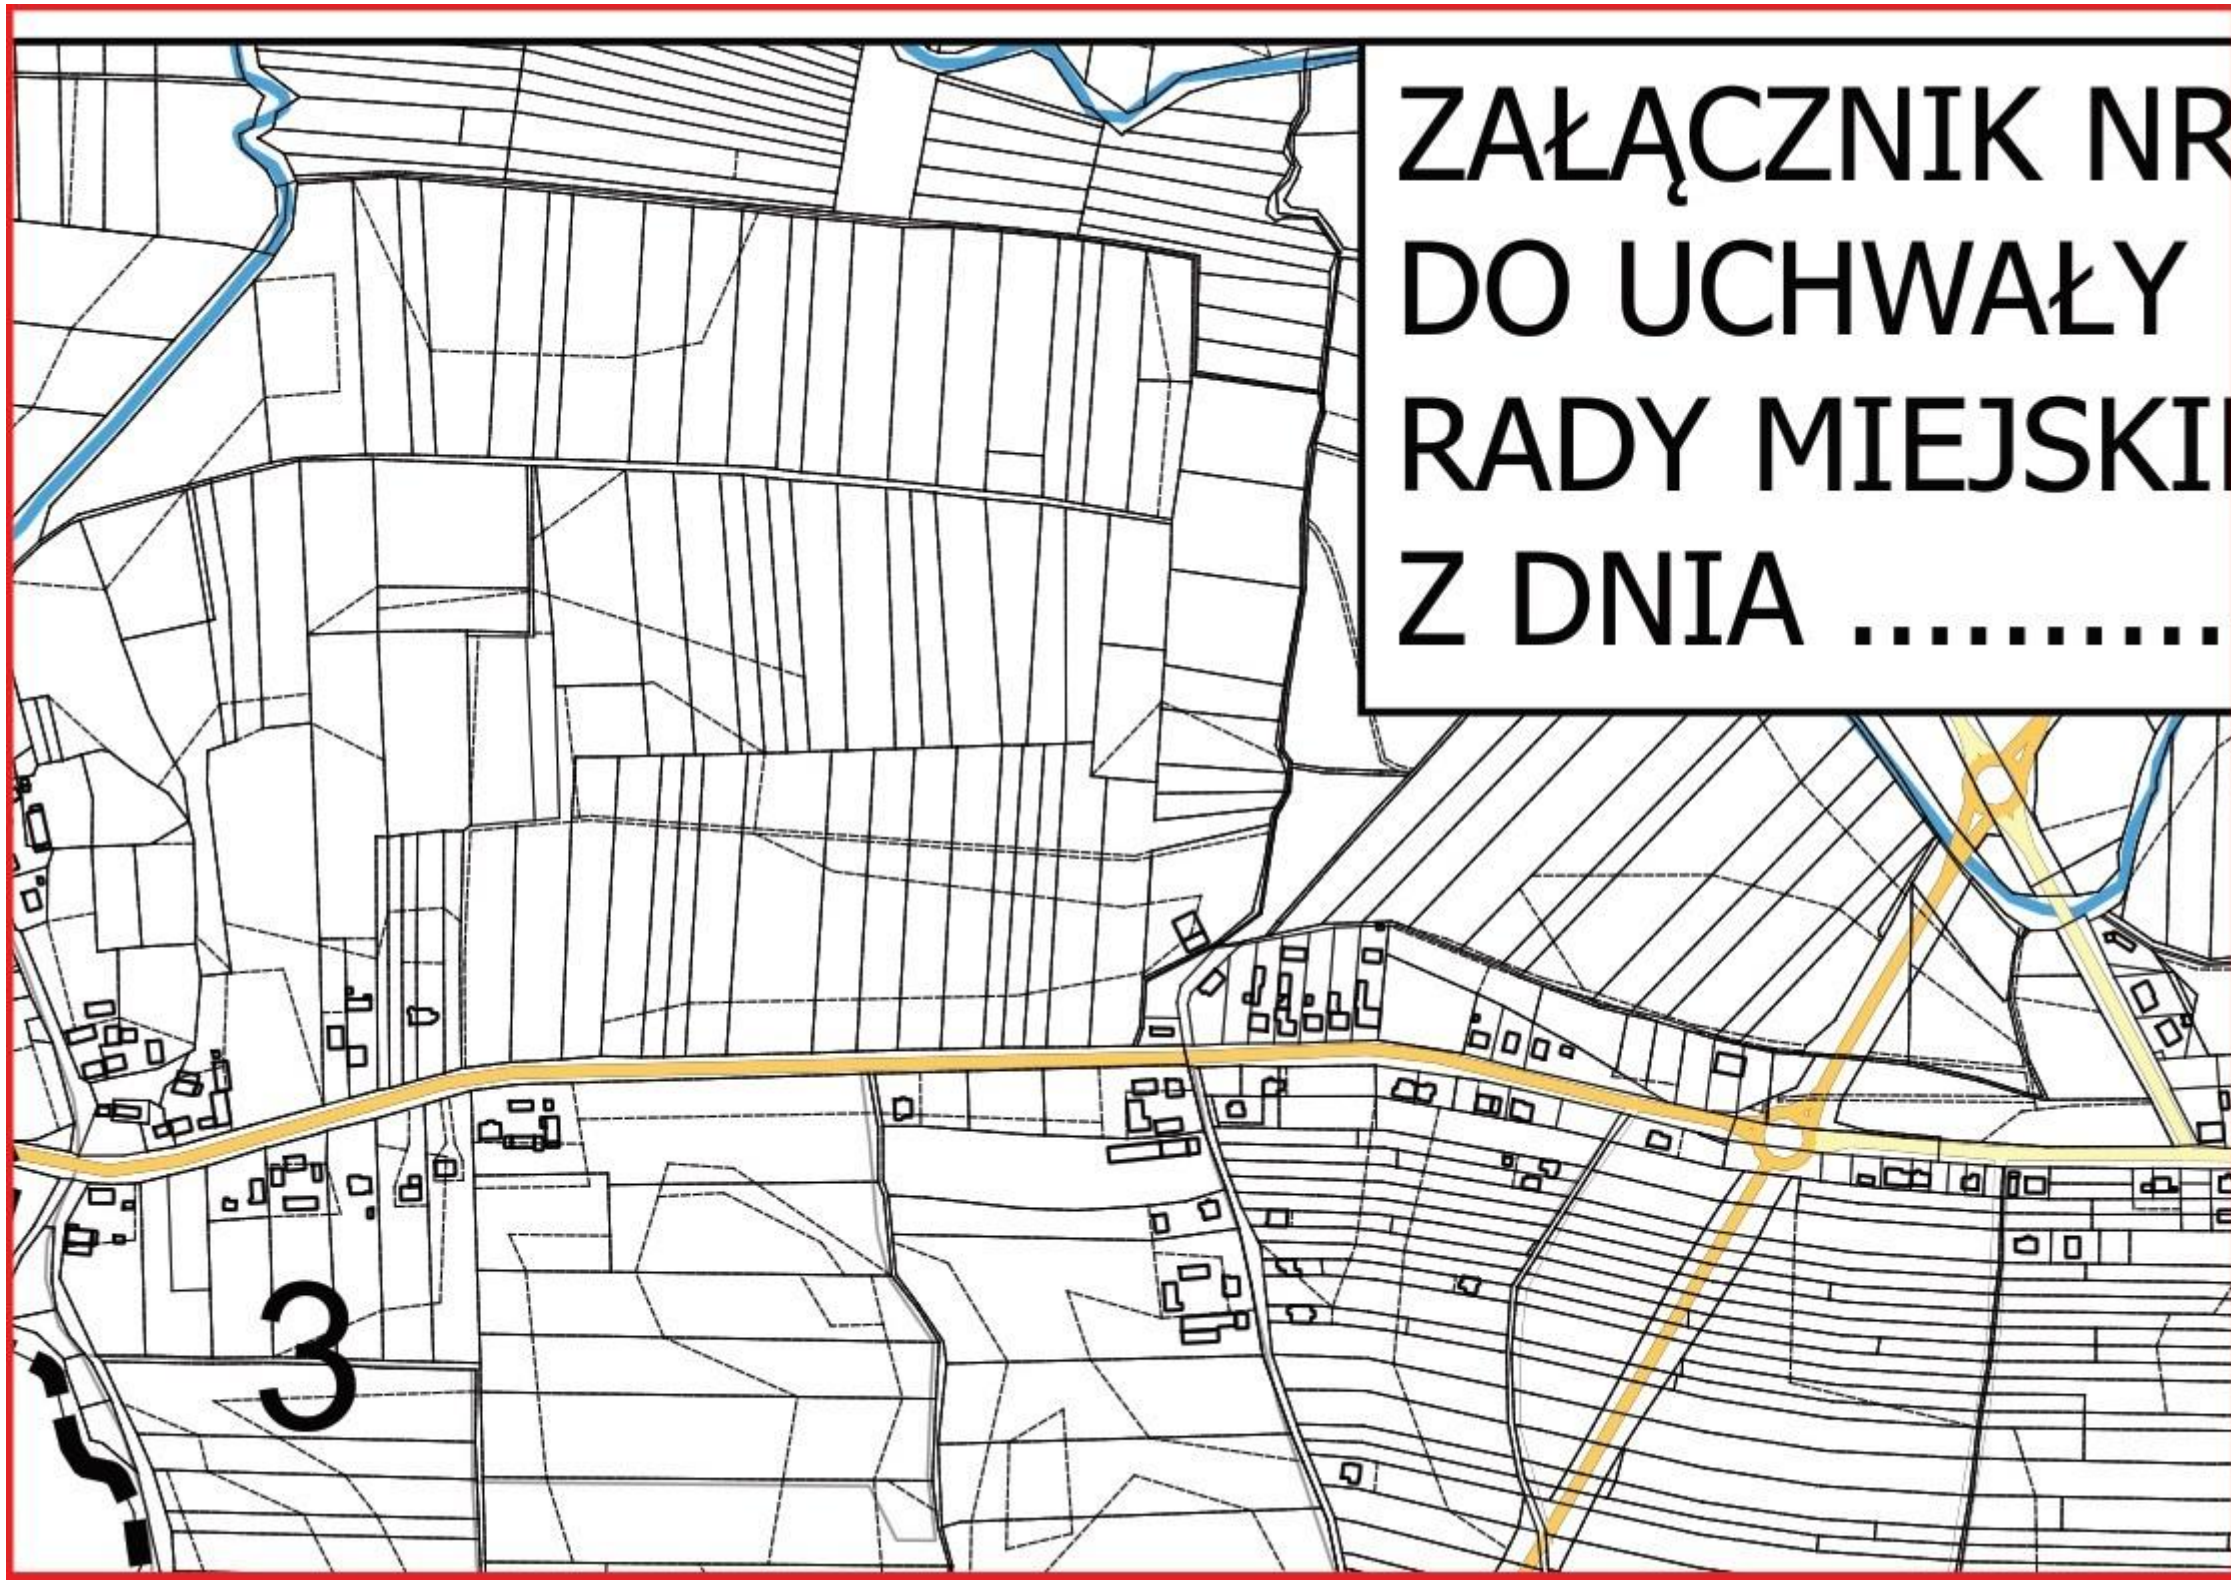 ZAŁĄCZNIK NR
DO UCHWAŁY
RADY MIEJSKI
Z DNIA ..........
3